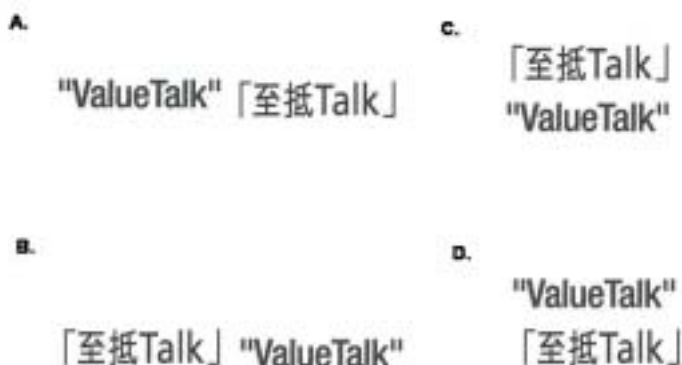 A.
"ValueTalk" 「至抵Talk」
C.
「至抵Talk」
"ValueTalk"
B.
「至抵Talk」 "ValueTalk"
D.
"ValueTalk"
「至抵Talk」